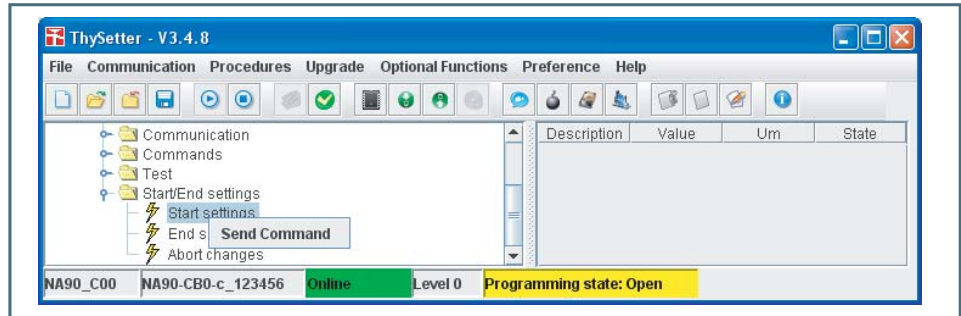 ThySetter - V3.4.8
File Communication Procedures Upgrade Optional Functions Preference Help
Communication
Commands
Test
Start/End settings
Start settings
End s
Send Command
Abort changes
Description Value Um State
NA90_C00 NA90-CB0-c_123456 Online Level 0 Programming state: Open